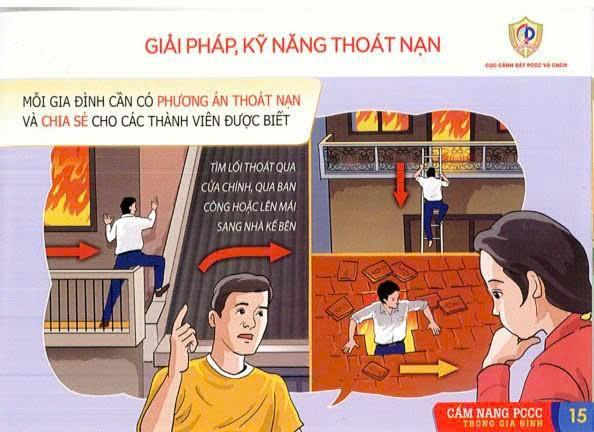 GIẢI PHÁP, KỸ NĂNG THOÁT NẠN
CỤC CẢNH SÁT PCCC VÀ CNCH
MỖI GIA ĐÌNH CẦN CÓ PHƯƠNG ÁN THOÁT NẠN
VÀ CHIA SẺ CHO CÁC THÀNH VIÊN ĐƯỢC BIẾT
TÌM LỐI THOÁT QUA
CỬA CHÍNH, QUA BAN
CÔNG HOẶC LÊN MÁI
SANG NHÀ KẾ BÊN
CẨM NANG PCCC
TRONG GIA ĐÌNH
15